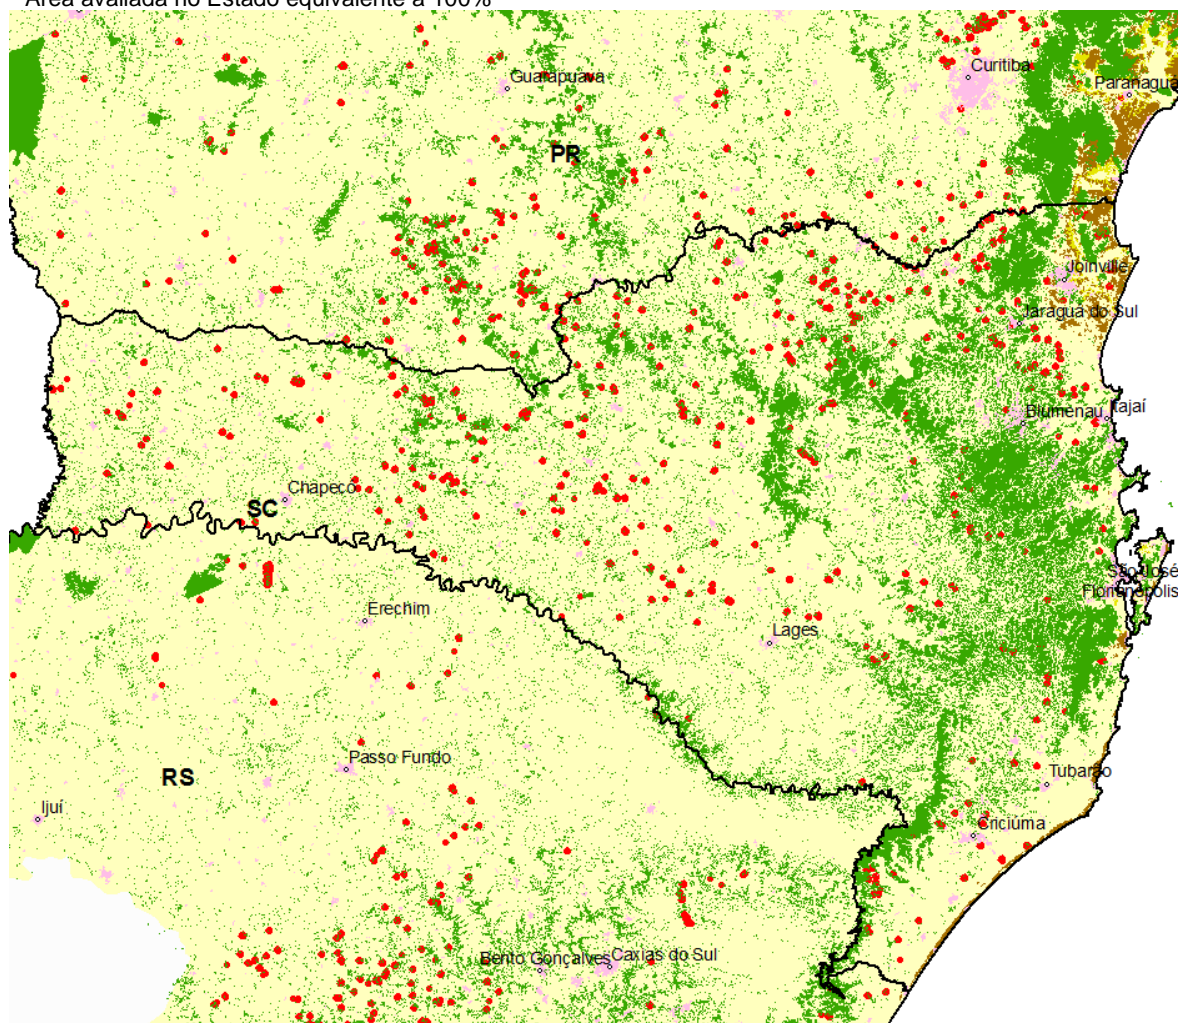 Área avaliada no Estado equivalente a 100%
Guarapuava
Curitiba
Paranaguá
PR
Joinville
Jaraguá do Sul
Blumenau
Itajaí
Chapecó
SC
São José
Florianópolis
Erechim
Lages
Passo Fundo
RS
Tubarão
Ijuí
Criciúma
Bento Gonçalves
Caxias do Sul